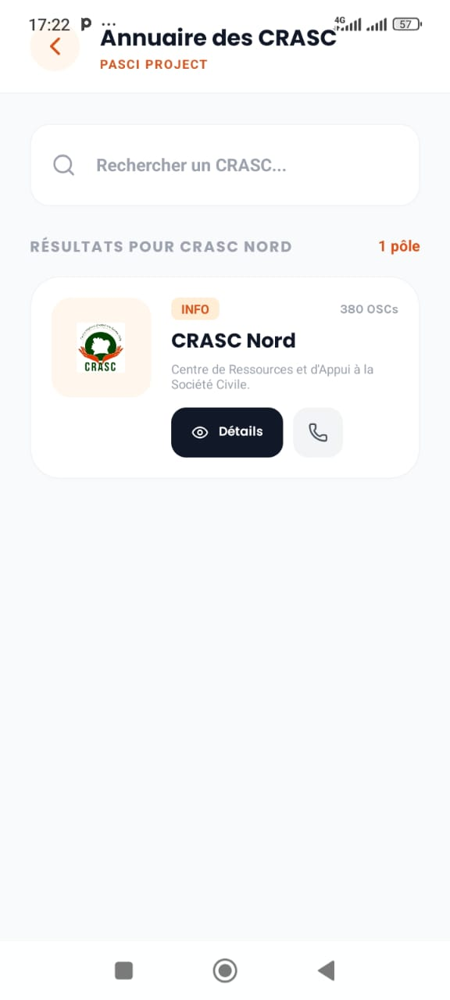 17:22 P ...
4G
57
Annuaire des CRASC
PASCI PROJECT
Rechercher un CRASC...
RÉSULTATS POUR CRASC NORD
1 pôle
INFO
380 OSCs
CRASC
CRASC Nord
Centre de Ressources et d'Appui à la
Société Civile.
Détails